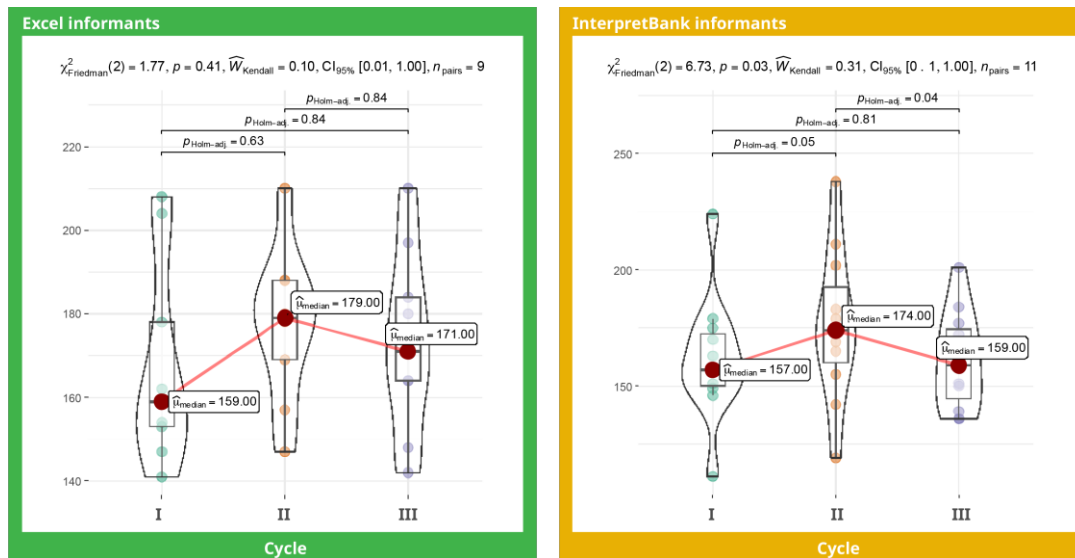 Excel informants
χ²Friedman(2) = 1.77, p = 0.41, ŴKendall = 0.10, CI95% [0.01, 1.00], npairs = 9
pHolm−adj. = 0.84
pHolm−adj. = 0.84
pHolm−adj. = 0.63
220
200
180
160
140
μ̂median = 159.00
μ̂median = 179.00
μ̂median = 171.00
I II III
Cycle
InterpretBank informants
χ²Friedman(2) = 6.73, p = 0.03, ŴKendall = 0.31, CI95% [0 . 1, 1.00], npairs = 11
pHolm−adj. = 0.04
pHolm−adj. = 0.81
pHolm−adj. = 0.05
250
200
150
μ̂median = 157.00
μ̂median = 174.00
μ̂median = 159.00
I II III
Cycle